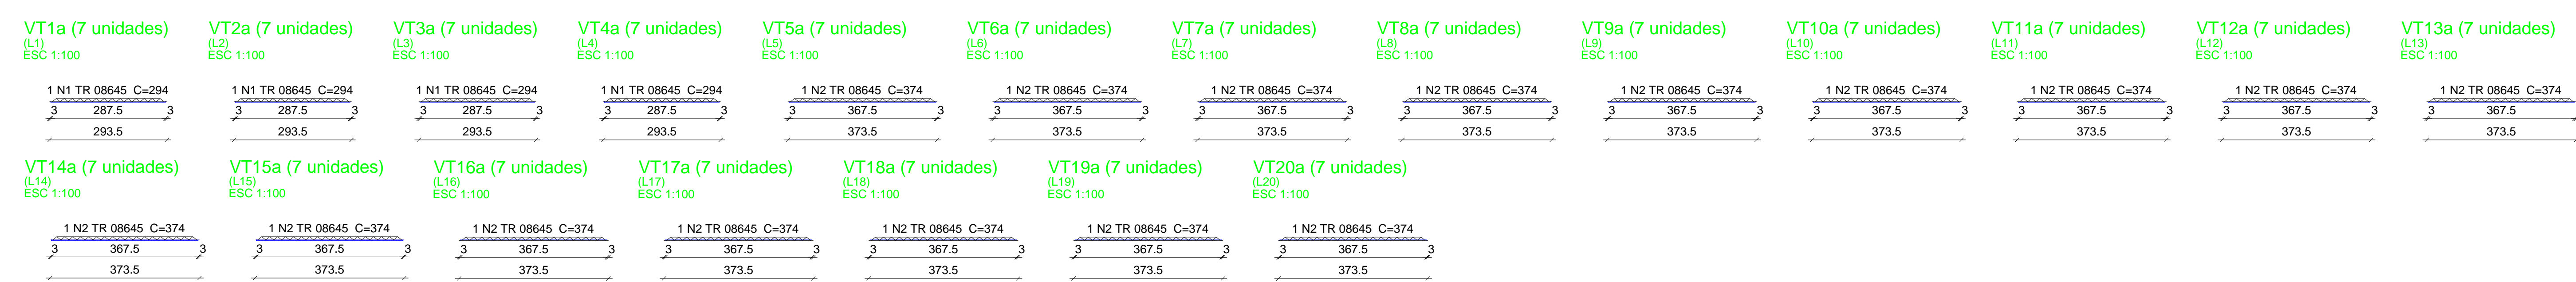 VT1a (7 unidades)
(L1)
ESC 1:100
1 N1 TR 08645 C=294
3 287.5 3
293.5
VT2a (7 unidades)
(L2)
ESC 1:100
1 N1 TR 08645 C=294
3 287.5 3
293.5
VT3a (7 unidades)
(L3)
ESC 1:100
1 N1 TR 08645 C=294
3 287.5 3
293.5
VT4a (7 unidades)
(L4)
ESC 1:100
1 N1 TR 08645 C=294
3 287.5 3
293.5
VT5a (7 unidades)
(L5)
ESC 1:100
1 N2 TR 08645 C=374
3 367.5 3
373.5
VT6a (7 unidades)
(L6)
ESC 1:100
1 N2 TR 08645 C=374
3 367.5 3
373.5
VT7a (7 unidades)
(L7)
ESC 1:100
1 N2 TR 08645 C=374
3 367.5 3
373.5
VT8a (7 unidades)
(L8)
ESC 1:100
1 N2 TR 08645 C=374
3 367.5 3
373.5
VT9a (7 unidades)
(L9)
ESC 1:100
1 N2 TR 08645 C=374
3 367.5 3
373.5
VT10a (7 unidades)
(L10)
ESC 1:100
1 N2 TR 08645 C=374
3 367.5 3
373.5
VT11a (7 unidades)
(L11)
ESC 1:100
1 N2 TR 08645 C=374
3 367.5 3
373.5
VT12a (7 unidades)
(L12)
ESC 1:100
1 N2 TR 08645 C=374
3 367.5 3
373.5
VT13a (7 unidades)
(L13)
ESC 1:100
1 N2 TR 08645 C=374
3 367.5
373.5
VT14a (7 unidades)
(L14)
ESC 1:100
1 N2 TR 08645 C=374
3 367.5 3
373.5
VT15a (7 unidades)
(L15)
ESC 1:100
1 N2 TR 08645 C=374
3 367.5 3
373.5
VT16a (7 unidades)
(L16)
ESC 1:100
1 N2 TR 08645 C=374
3 367.5 3
373.5
VT17a (7 unidades)
(L17)
ESC 1:100
1 N2 TR 08645 C=374
3 367.5 3
373.5
VT18a (7 unidades)
(L18)
ESC 1:100
1 N2 TR 08645 C=374
3 367.5 3
373.5
VT19a (7 unidades)
(L19)
ESC 1:100
1 N2 TR 08645 C=374
3 367.5 3
373.5
VT20a (7 unidades)
(L20)
ESC 1:100
1 N2 TR 08645 C=374
3 367.5 3
373.5